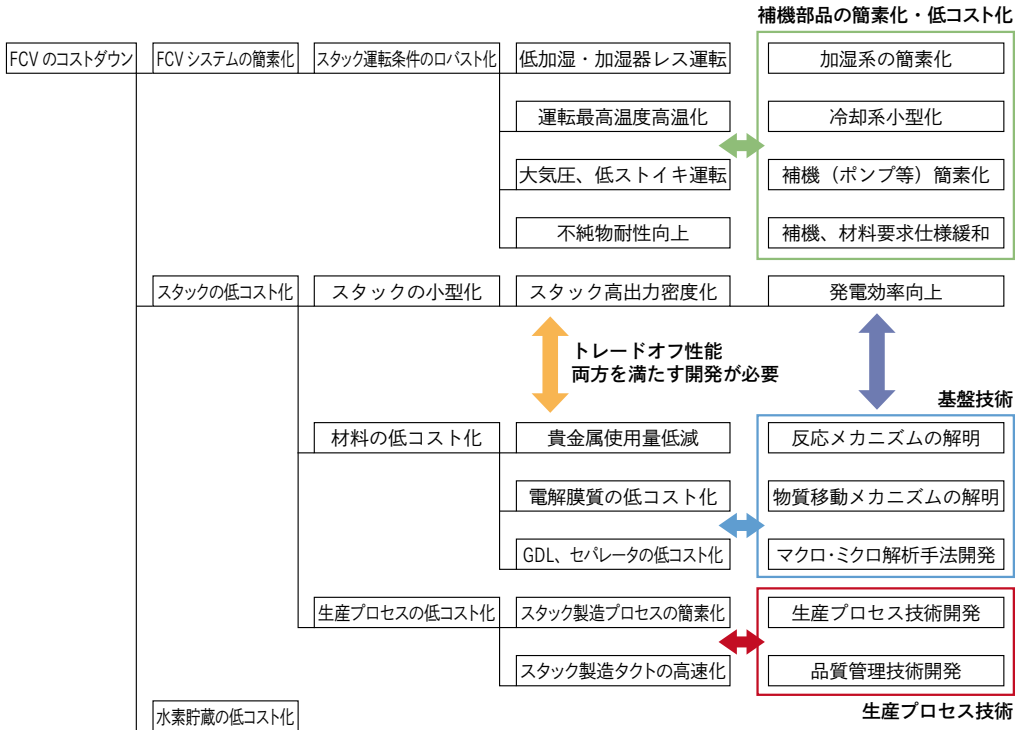 補機部品の簡素化・低コスト化
FCVのコストダウン
FCVシステムの簡素化
スタック運転条件のロバスト化
低加湿・加湿器レス運転
加湿系の簡素化
運転最高温度高温化
冷却系小型化
大気圧、低ストイキ運転
補機（ポンプ等）簡素化
不純物耐性向上
補機、材料要求仕様緩和
スタックの低コスト化
スタックの小型化
スタック高出力密度化
発電効率向上
トレードオフ性能
両方を満たす開発が必要
基盤技術
材料の低コスト化
貴金属使用量低減
反応メカニズムの解明
電解膜質の低コスト化
物質移動メカニズムの解明
GDL、セパレータの低コスト化
マクロ・ミクロ解析手法開発
生産プロセスの低コスト化
スタック製造プロセスの簡素化
生産プロセス技術開発
スタック製造タクトの高速化
品質管理技術開発
水素貯蔵の低コスト化
生産プロセス技術